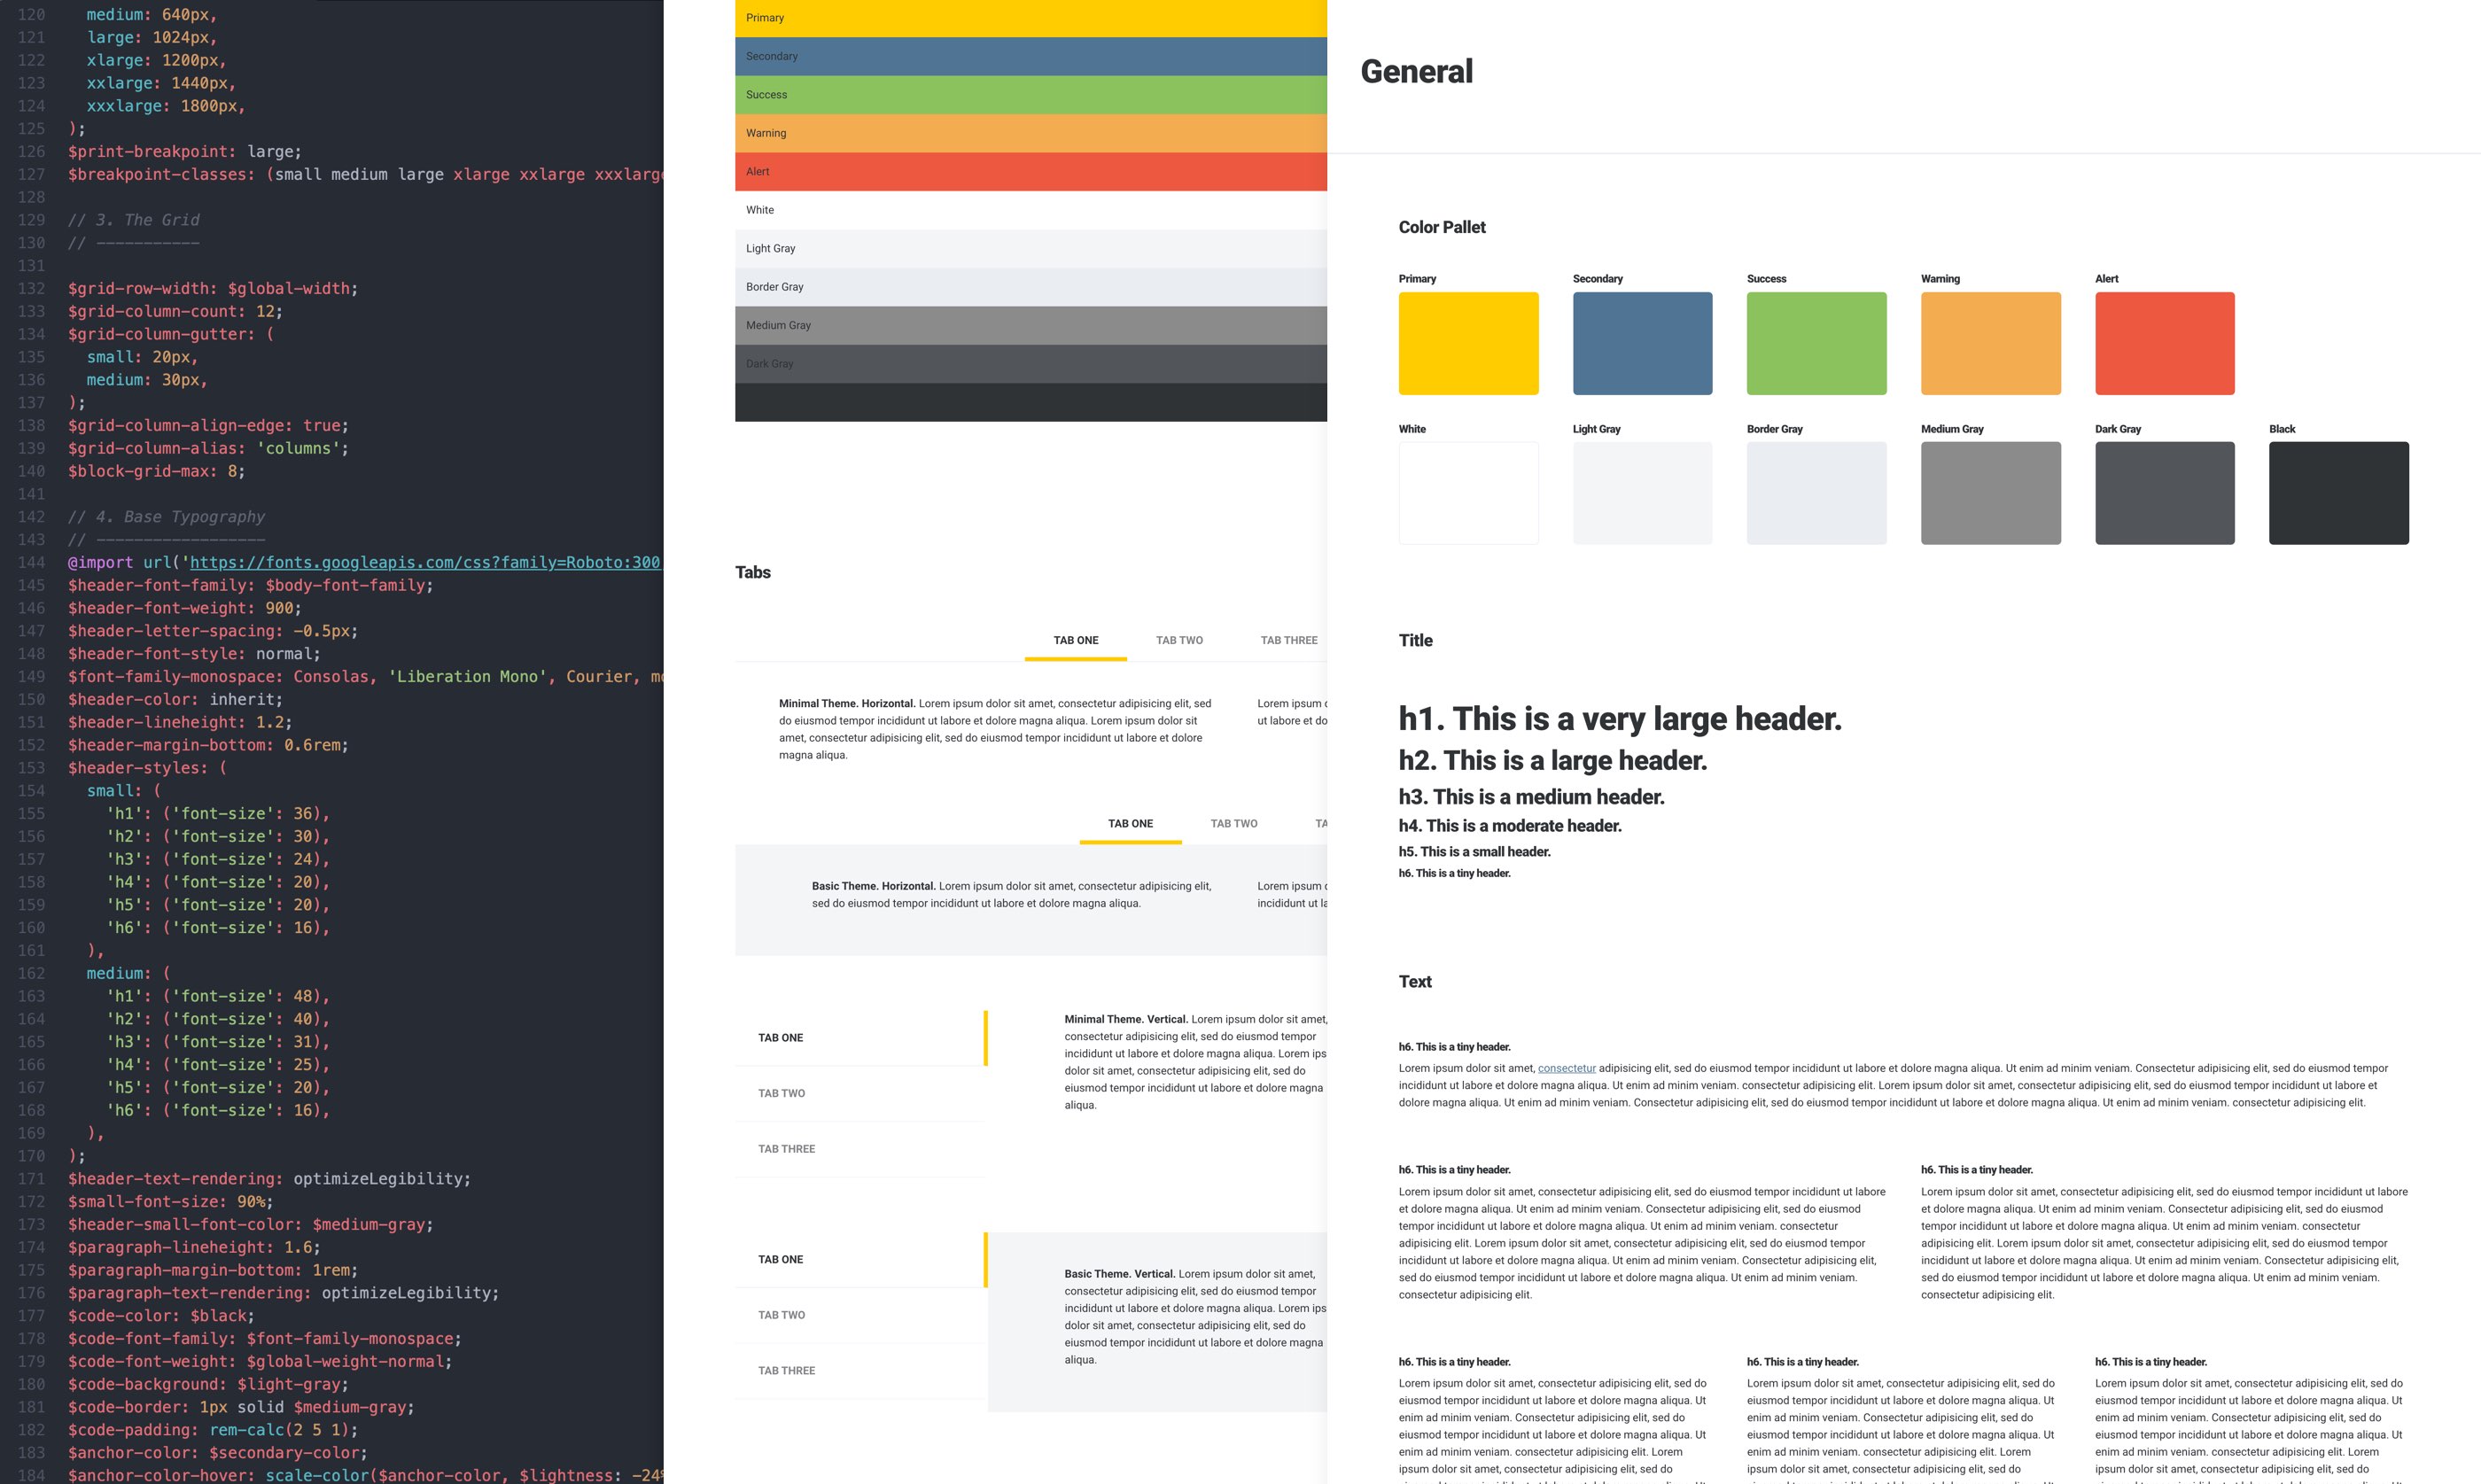 120 medium: 640px,
121 large: 1024px,
122 xlarge: 1200px,
123 xxlarge: 1440px,
124 xxxlarge: 1800px,
125 );
126 $print-breakpoint: large;
127 $breakpoint-classes: (small medium large xlarge xxlarge xxxlarge
128
129 // 3. The Grid
130 // -----------
131
132 $grid-row-width: $global-width;
133 $grid-column-count: 12;
134 $grid-column-gutter: (
135 small: 20px,
136 medium: 30px,
137 );
138 $grid-column-align-edge: true;
139 $grid-column-alias: 'columns';
140 $block-grid-max: 8;
141
142 // 4. Base Typography
143 // ------------------
144 @import url('https://fonts.googleapis.com/css?family=Roboto:300
145 $header-font-family: $body-font-family;
146 $header-font-weight: 900;
147 $header-letter-spacing: -0.5px;
148 $header-font-style: normal;
149 $font-family-monospace: Consolas, 'Liberation Mono', Courier, mo
150 $header-color: inherit;
151 $header-lineheight: 1.2;
152 $header-margin-bottom: 0.6rem;
153 $header-styles: (
154 small: (
155 'h1': ('font-size': 36),
156 'h2': ('font-size': 30),
157 'h3': ('font-size': 24),
158 'h4': ('font-size': 20),
159 'h5': ('font-size': 20),
160 'h6': ('font-size': 16),
161 ),
162 medium: (
163 'h1': ('font-size': 48),
164 'h2': ('font-size': 40),
165 'h3': ('font-size': 31),
166 'h4': ('font-size': 25),
167 'h5': ('font-size': 20),
168 'h6': ('font-size': 16),
169 ),
170 );
171 $header-text-rendering: optimizeLegibility;
172 $small-font-size: 90%;
173 $header-small-font-color: $medium-gray;
174 $paragraph-lineheight: 1.6;
175 $paragraph-margin-bottom: 1rem;
176 $paragraph-text-rendering: optimizeLegibility;
177 $code-color: $black;
178 $code-font-family: $font-family-monospace;
179 $code-font-weight: $global-weight-normal;
180 $code-background: $light-gray;
181 $code-border: 1px solid $medium-gray;
182 $code-padding: rem-calc(2 5 1);
183 $anchor-color: $secondary-color;
184 $anchor-color-hover: scale-color($anchor-color, $lightness: -24%
Primary
Secondary
Success
Warning
Alert
White
Light Gray
Border Gray
Medium Gray
Dark Gray
Tabs
TAB ONE TAB TWO TAB THREE
Minimal Theme. Horizontal. Lorem ipsum dolor sit amet, consectetur adipisicing elit, sed
do eiusmod tempor incididunt ut labore et dolore magna aliqua. Lorem ipsum dolor sit
amet, consectetur adipisicing elit, sed do eiusmod tempor incididunt ut labore et dolore
magna aliqua.
Lorem ipsum
ut labore et do
TAB ONE TAB TWO TA
Basic Theme. Horizontal. Lorem ipsum dolor sit amet, consectetur adipisicing elit,
sed do eiusmod tempor incididunt ut labore et dolore magna aliqua.
Lorem ipsum
incididunt ut la
TAB ONE
TAB TWO
TAB THREE
Minimal Theme. Vertical. Lorem ipsum dolor sit amet,
consectetur adipisicing elit, sed do eiusmod tempor
incididunt ut labore et dolore magna aliqua. Lorem ips
dolor sit amet, consectetur adipisicing elit, sed do
eiusmod tempor incididunt ut labore et dolore magna
aliqua.
TAB ONE
TAB TWO
TAB THREE
Basic Theme. Vertical. Lorem ipsum dolor sit amet,
consectetur adipisicing elit, sed do eiusmod tempor
incididunt ut labore et dolore magna aliqua. Lorem ips
dolor sit amet, consectetur adipisicing elit, sed do
eiusmod tempor incididunt ut labore et dolore magna
aliqua.
General
Color Pallet
Primary Secondary Success Warning Alert
White Light Gray Border Gray Medium Gray Dark Gray Black
Title
h1. This is a very large header.
h2. This is a large header.
h3. This is a medium header.
h4. This is a moderate header.
h5. This is a small header.
h6. This is a tiny header.
Text
h6. This is a tiny header.
Lorem ipsum dolor sit amet, consectetur adipisicing elit, sed do eiusmod tempor incididunt ut labore et dolore magna aliqua. Ut enim ad minim veniam. Consectetur adipisicing elit, sed do eiusmod tempor
incididunt ut labore et dolore magna aliqua. Ut enim ad minim veniam. consectetur adipisicing elit. Lorem ipsum dolor sit amet, consectetur adipisicing elit, sed do eiusmod tempor incididunt ut labore et
dolore magna aliqua. Ut enim ad minim veniam. Consectetur adipisicing elit, sed do eiusmod tempor incididunt ut labore et dolore magna aliqua. Ut enim ad minim veniam. consectetur adipisicing elit.
h6. This is a tiny header.
Lorem ipsum dolor sit amet, consectetur adipisicing elit, sed do eiusmod tempor incididunt ut labore
et dolore magna aliqua. Ut enim ad minim veniam. Consectetur adipisicing elit, sed do eiusmod
tempor incididunt ut labore et dolore magna aliqua. Ut enim ad minim veniam. consectetur
adipisicing elit. Lorem ipsum dolor sit amet, consectetur adipisicing elit, sed do eiusmod tempor
incididunt ut labore et dolore magna aliqua. Ut enim ad minim veniam. Consectetur adipisicing elit,
sed do eiusmod tempor incididunt ut labore et dolore magna aliqua. Ut enim ad minim veniam.
consectetur adipisicing elit.
h6. This is a tiny header.
Lorem ipsum dolor sit amet, consectetur adipisicing elit, sed do eiusmod tempor incididunt ut labore
et dolore magna aliqua. Ut enim ad minim veniam. Consectetur adipisicing elit, sed do eiusmod
tempor incididunt ut labore et dolore magna aliqua. Ut enim ad minim veniam. consectetur
adipisicing elit. Lorem ipsum dolor sit amet, consectetur adipisicing elit, sed do eiusmod tempor
incididunt ut labore et dolore magna aliqua. Ut enim ad minim veniam. Consectetur adipisicing elit,
sed do eiusmod tempor incididunt ut labore et dolore magna aliqua. Ut enim ad minim veniam.
consectetur adipisicing elit.
h6. This is a tiny header.
Lorem ipsum dolor sit amet, consectetur adipisicing elit, sed do
eiusmod tempor incididunt ut labore et dolore magna aliqua. Ut
enim ad minim veniam. Consectetur adipisicing elit, sed do
eiusmod tempor incididunt ut labore et dolore magna aliqua. Ut
enim ad minim veniam. consectetur adipisicing elit. Lorem
ipsum dolor sit amet, consectetur adipisicing elit, sed do
h6. This is a tiny header.
Lorem ipsum dolor sit amet, consectetur adipisicing elit, sed do
eiusmod tempor incididunt ut labore et dolore magna aliqua. Ut
enim ad minim veniam. Consectetur adipisicing elit, sed do
eiusmod tempor incididunt ut labore et dolore magna aliqua. Ut
enim ad minim veniam. consectetur adipisicing elit. Lorem
ipsum dolor sit amet, consectetur adipisicing elit, sed do
h6. This is a tiny header.
Lorem ipsum dolor sit amet, consectetur adipisicing elit, sed do
eiusmod tempor incididunt ut labore et dolore magna aliqua. Ut
enim ad minim veniam. Consectetur adipisicing elit, sed do
eiusmod tempor incididunt ut labore et dolore magna aliqua. Ut
enim ad minim veniam. consectetur adipisicing elit. Lorem
ipsum dolor sit amet, consectetur adipisicing elit, sed do